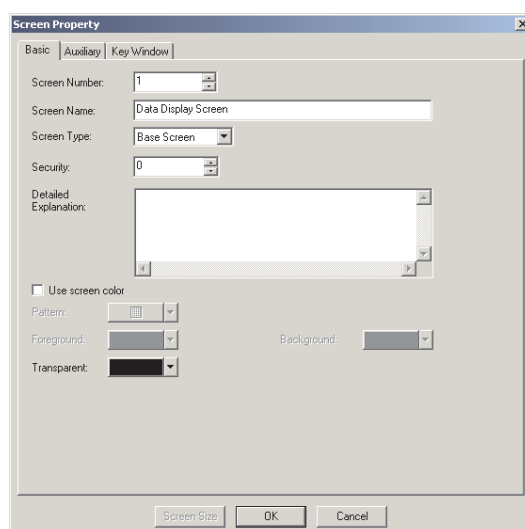 Screen Property
Basic Auxiliary Key Window
Screen Number: 1
Screen Name: Data Display Screen
Screen Type: Base Screen
Security: 0
Detailed
Explanation:
Use screen color
Pattern:
Foreground: Background:
Transparent:
Screen Size OK Cancel